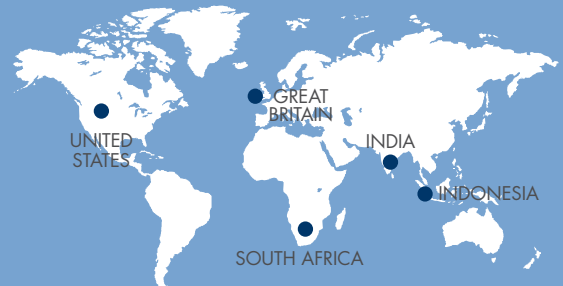 GREAT
BRITAIN
UNITED
STATES
INDIA
INDONESIA
SOUTH AFRICA